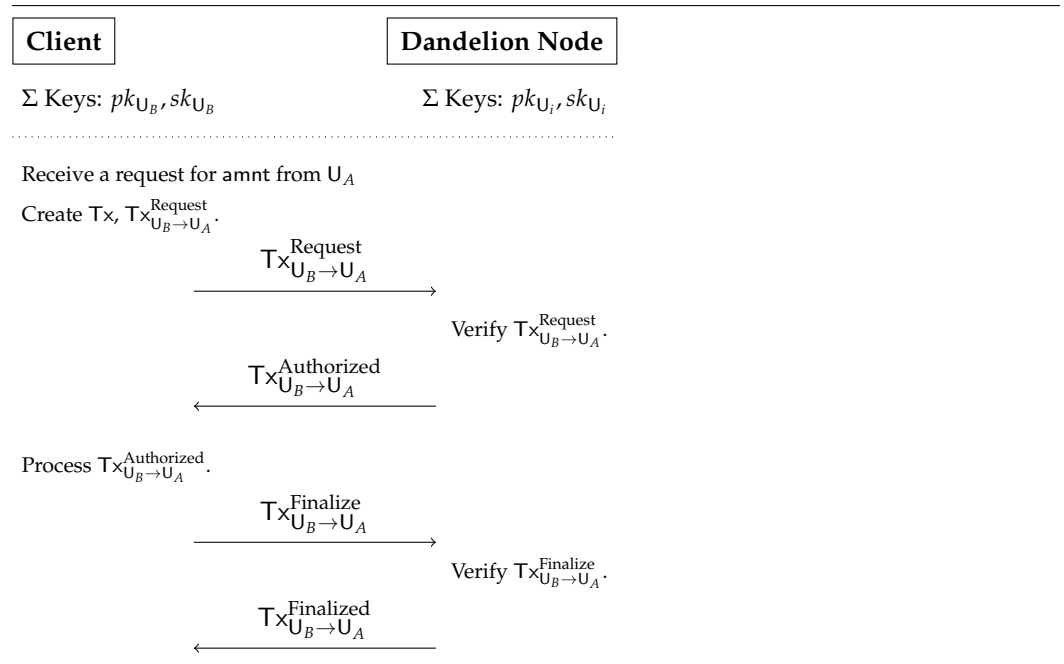 Client Dandelion Node
Σ Keys: pk_{U_B}, sk_{U_B} Σ Keys: pk_{U_i}, sk_{U_i}
Receive a request for amnt from U_A
Create Tx, Tx^{Request}_{U_B→U_A}.
Tx^{Request}_{U_B→U_A}
Verify Tx^{Request}_{U_B→U_A}.
Tx^{Authorized}_{U_B→U_A}
Process Tx^{Authorized}_{U_B→U_A}.
Tx^{Finalize}_{U_B→U_A}
Verify Tx^{Finalize}_{U_B→U_A}.
Tx^{Finalized}_{U_B→U_A}